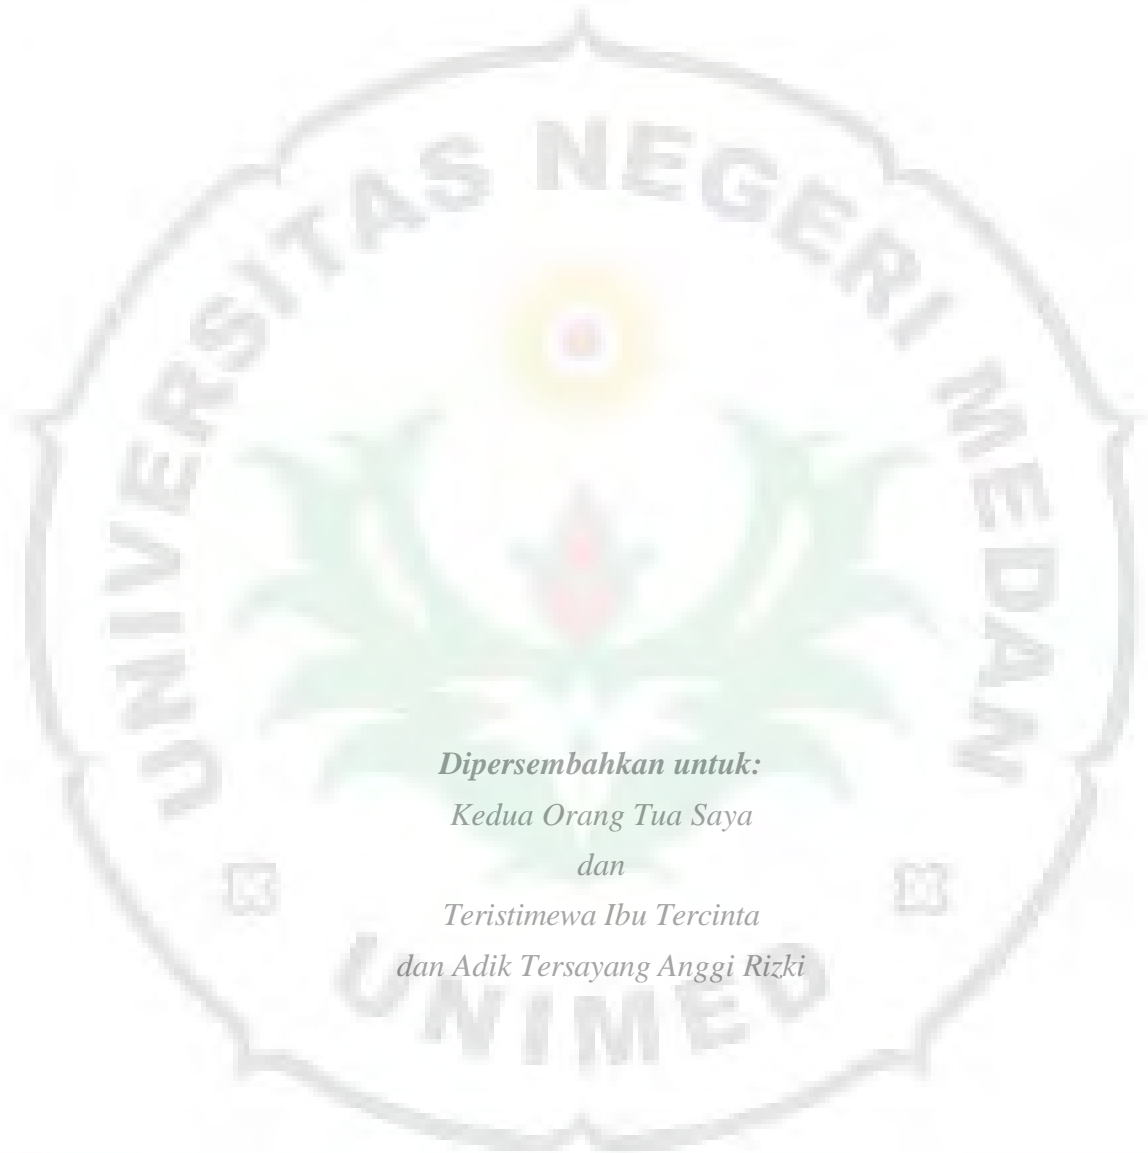 UNIVERSITAS NEGERI MEDAN
Dipersembahkan untuk:
Kedua Orang Tua Saya
dan
Teristimewa Ibu Tercinta
dan Adik Tersayang Anggi Rizki
UNIMED